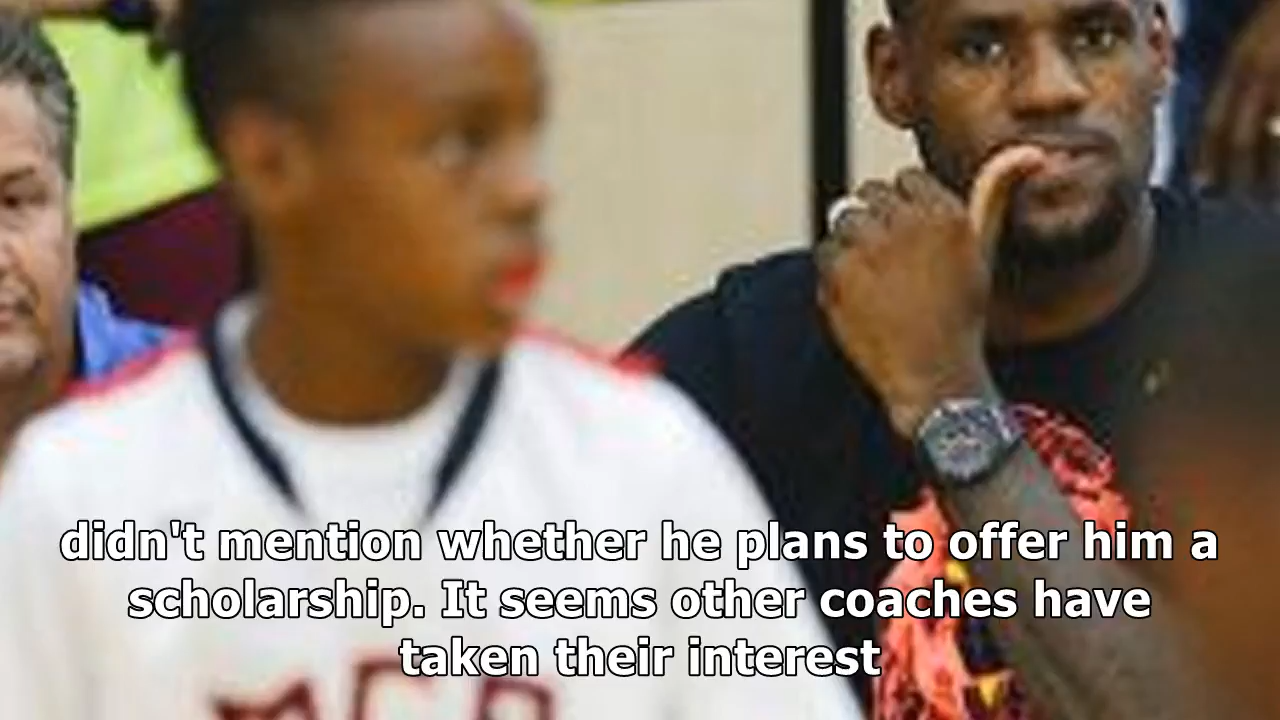 didn't mention whether he plans to offer him a
scholarship. It seems other coaches have
taken their interest